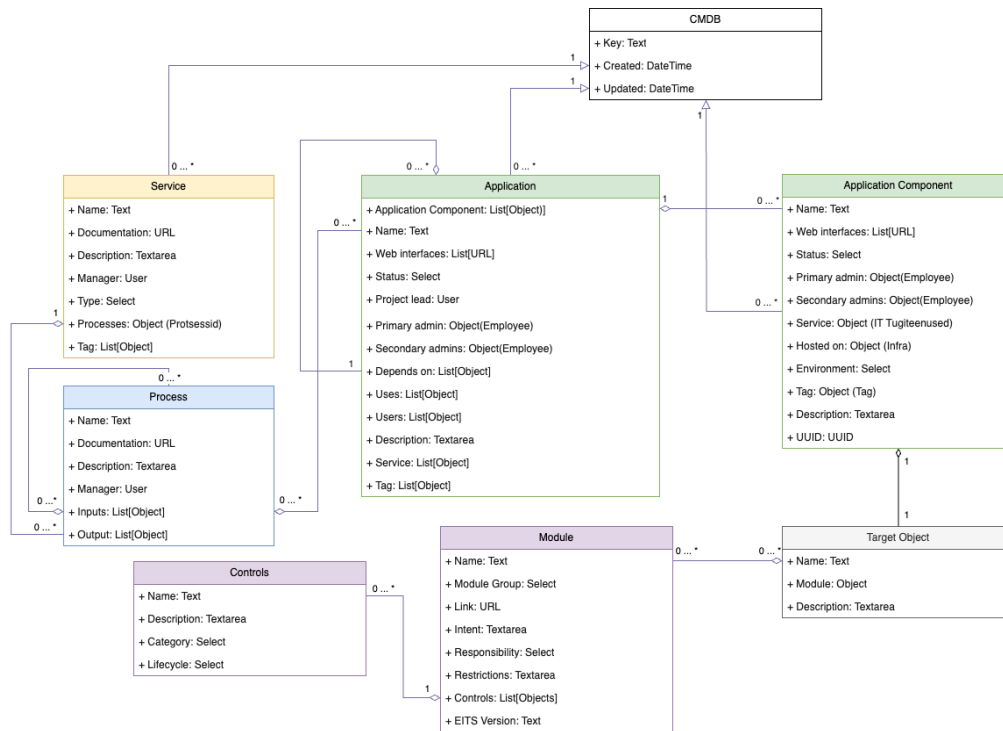 CMDB
+ Key: Text
+ Created: DateTime
+ Updated: DateTime
1
1
1
0 ... *
0 ... *
0 ... *
Service
+ Name: Text
+ Documentation: URL
+ Description: Textarea
+ Manager: User
+ Type: Select
+ Processes: Object (Protsessid)
+ Tag: List[Object]
1
0 ... *
Application
+ Application Component: List[Object)]
+ Name: Text
+ Web interfaces: List[URL]
+ Status: Select
+ Project lead: User
+ Primary admin: Object(Employee)
+ Secondary admins: Object(Employee)
+ Depends on: List[Object]
+ Uses: List[Object]
+ Users: List[Object]
+ Description: Textarea
+ Service: List[Object]
+ Tag: List[Object]
0 ... *
1
1
0 ... *
0 ... *
Application Component
+ Name: Text
+ Web interfaces: List[URL]
+ Status: Select
+ Primary admin: Object(Employee)
+ Secondary admins: Object(Employee)
+ Service: Object (IT Tugiteenused)
+ Hosted on: Object (Infra)
+ Environment: Select
+ Tag: Object (Tag)
+ Description: Textarea
+ UUID: UUID
1
1
0 ... *
Process
+ Name: Text
+ Documentation: URL
+ Description: Textarea
+ Manager: User
+ Inputs: List[Object]
+ Output: List[Object]
0 ...*
0 ... *
0 ... *
Module
+ Name: Text
+ Module Group: Select
+ Link: URL
+ Intent: Textarea
+ Responsibility: Select
+ Restrictions: Textarea
+ Controls: List[Objects]
+ EITS Version: Text
0 ... *
0 ...*
Target Object
+ Name: Text
+ Module: Object
+ Description: Textarea
Controls
+ Name: Text
+ Description: Textarea
+ Category: Select
+ Lifecycle: Select
0 ... *
1